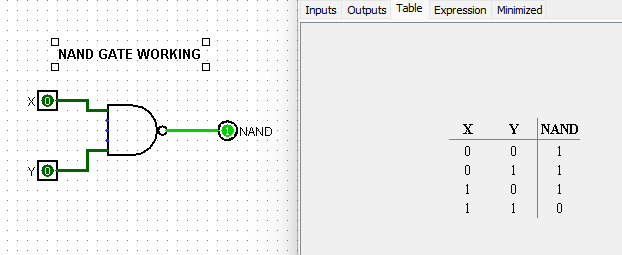 Inputs Outputs Table Expression Minimized
NAND GATE WORKING
X 0
1 NAND
Y 0
X Y NAND
0 0 1
0 1 1
1 0 1
1 1 0